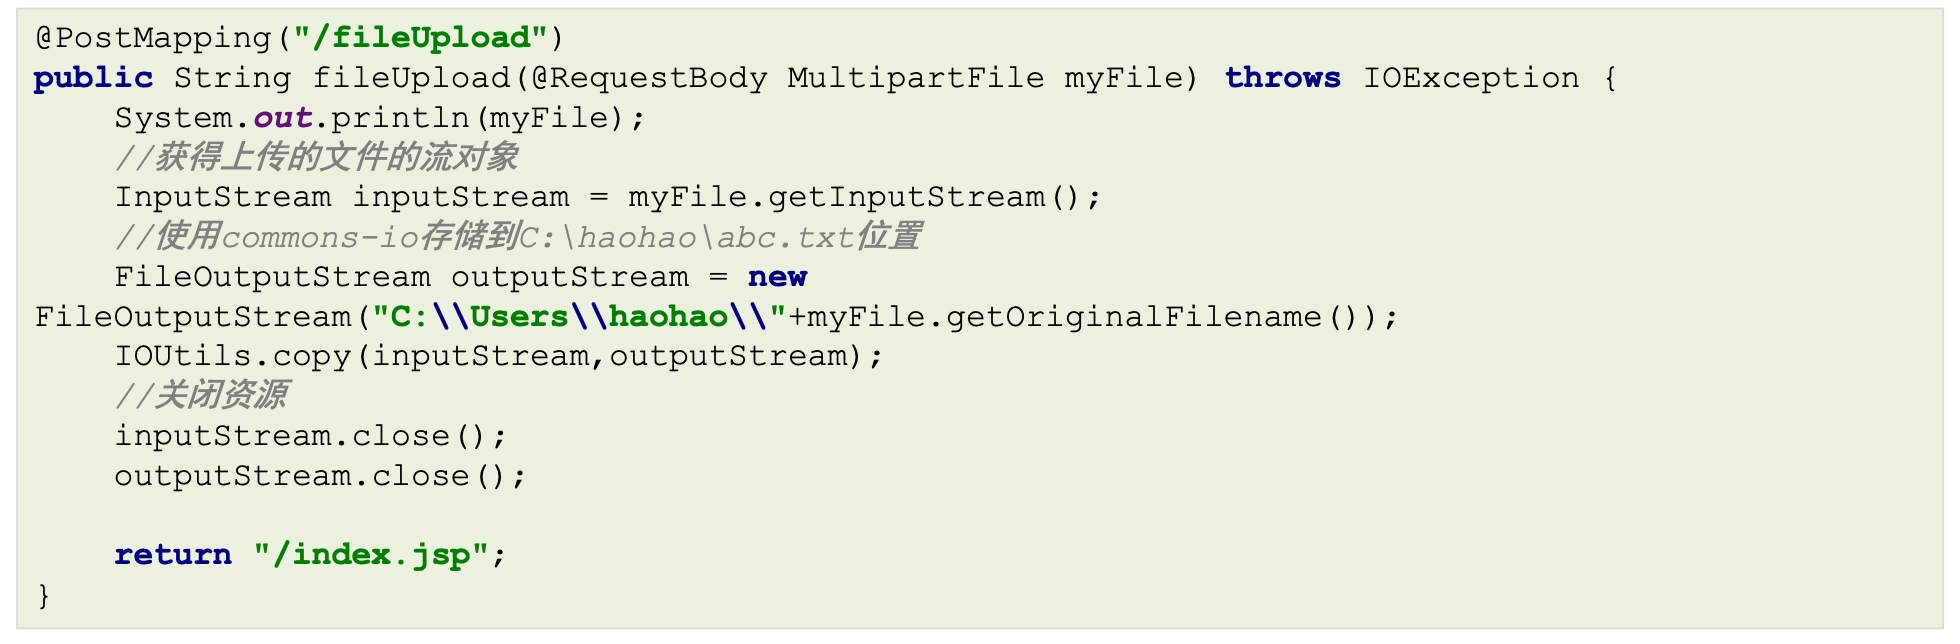 @PostMapping("/fileUpload")
public String fileUpload(@RequestBody MultipartFile myFile) throws IOException {
    System.out.println(myFile);
    //获得上传的文件的流对象
    InputStream inputStream = myFile.getInputStream();
    //使用commons-io存储到C:\haohao\abc.txt位置
    FileOutputStream outputStream = new
FileOutputStream("C:\\Users\\haohao\\"+myFile.getOriginalFilename());
    IOUtils.copy(inputStream,outputStream);
    //关闭资源
    inputStream.close();
    outputStream.close();

    return "/index.jsp";
}